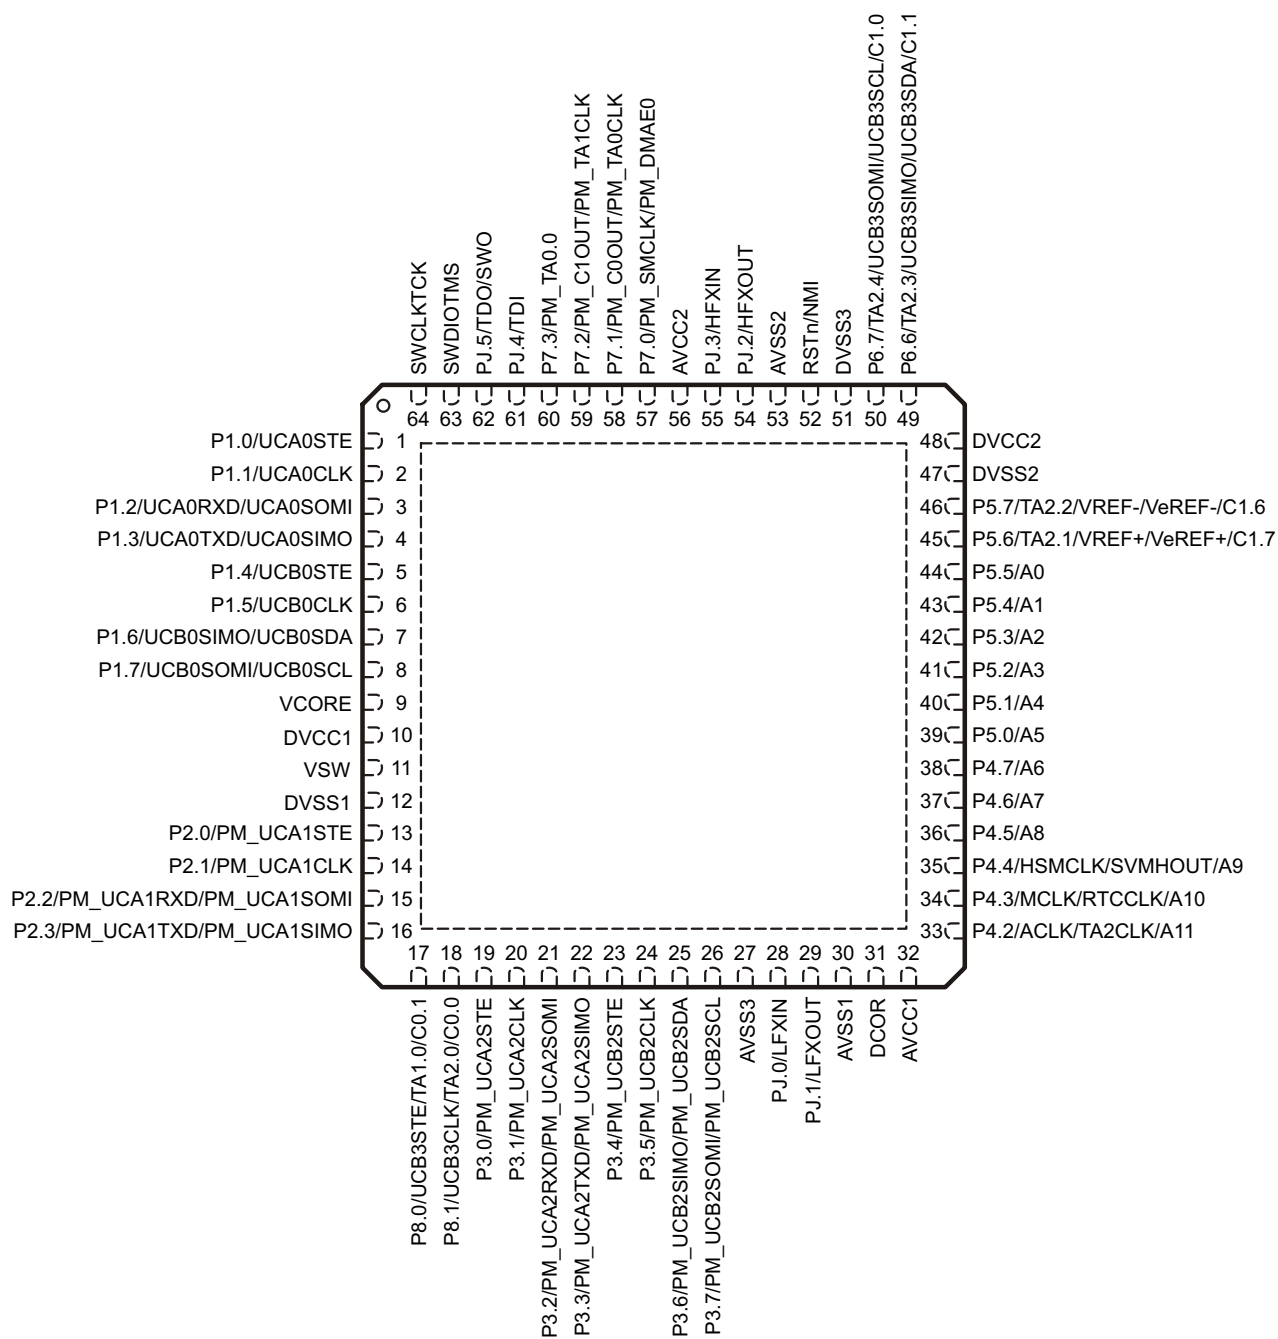 P6.7/TA2.4/UCB3SOMI/UCB3SCL/C1.0
P6.6/TA2.3/UCB3SIMO/UCB3SDA/C1.1
SWCLKTCK
SWDIOTMS
PJ.5/TDO/SWO
PJ.4/TDI
P7.3/PM_TA0.0
P7.2/PM_C1OUT/PM_TA1CLK
P7.1/PM_C0OUT/PM_TA0CLK
P7.0/PM_SMCLK/PM_DMAE0
AVCC2
PJ.3/HFXIN
PJ.2/HFXOUT
AVSS2
RSTn/NMI
DVSS3
64 63 62 61 60 59 58 57 56 55 54 53 52 51 50 49
P1.0/UCA0STE 1 48 DVCC2
P1.1/UCA0CLK 2 47 DVSS2
P1.2/UCA0RXD/UCA0SOMI 3 46 P5.7/TA2.2/VREF-/VeREF-/C1.6
P1.3/UCA0TXD/UCA0SIMO 4 45 P5.6/TA2.1/VREF+/VeREF+/C1.7
P1.4/UCB0STE 5 44 P5.5/A0
P1.5/UCB0CLK 6 43 P5.4/A1
P1.6/UCB0SIMO/UCB0SDA 7 42 P5.3/A2
P1.7/UCB0SOMI/UCB0SCL 8 41 P5.2/A3
VCORE 9 40 P5.1/A4
DVCC1 10 39 P5.0/A5
VSW 11 38 P4.7/A6
DVSS1 12 37 P4.6/A7
P2.0/PM_UCA1STE 13 36 P4.5/A8
P2.1/PM_UCA1CLK 14 35 P4.4/HSMCLK/SVMHOUT/A9
P2.2/PM_UCA1RXD/PM_UCA1SOMI 15 34 P4.3/MCLK/RTCCLK/A10
P2.3/PM_UCA1TXD/PM_UCA1SIMO 16 33 P4.2/ACLK/TA2CLK/A11
17 18 19 20 21 22 23 24 25 26 27 28 29 30 31 32
P8.0/UCB3STE/TA1.0/C0.1
P8.1/UCB3CLK/TA2.0/C0.0
P3.0/PM_UCA2STE
P3.1/PM_UCA2CLK
P3.2/PM_UCA2RXD/PM_UCA2SOMI
P3.3/PM_UCA2TXD/PM_UCA2SIMO
P3.4/PM_UCB2STE
P3.5/PM_UCB2CLK
P3.6/PM_UCB2SIMO/PM_UCB2SDA
P3.7/PM_UCB2SOMI/PM_UCB2SCL
AVSS3
PJ.0/LFXIN
PJ.1/LFXOUT
AVSS1
DCOR
AVCC1